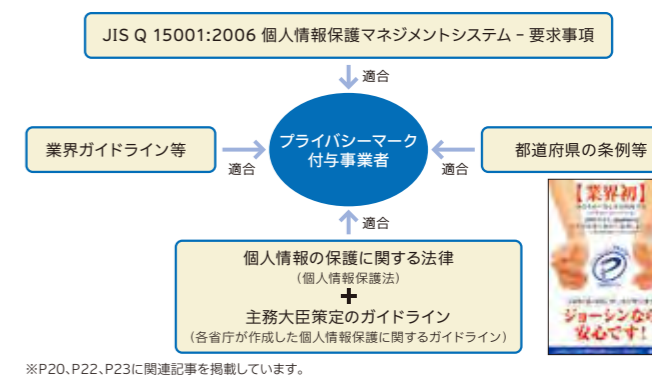 JIS Q 15001:2006 個人情報保護マネジメントシステム − 要求事項
適合
業界ガイドライン等
適合
プライバシーマーク
付与事業者
適合
都道府県の条例等
適合
【業界初】
個人情報の保護に関する法律
（個人情報保護法）
＋
主務大臣策定のガイドライン
（各省庁が作成した個人情報保護に関するガイドライン）
ジョーシンなら
安心です！
※P20、P22、P23に関連記事を掲載しています。